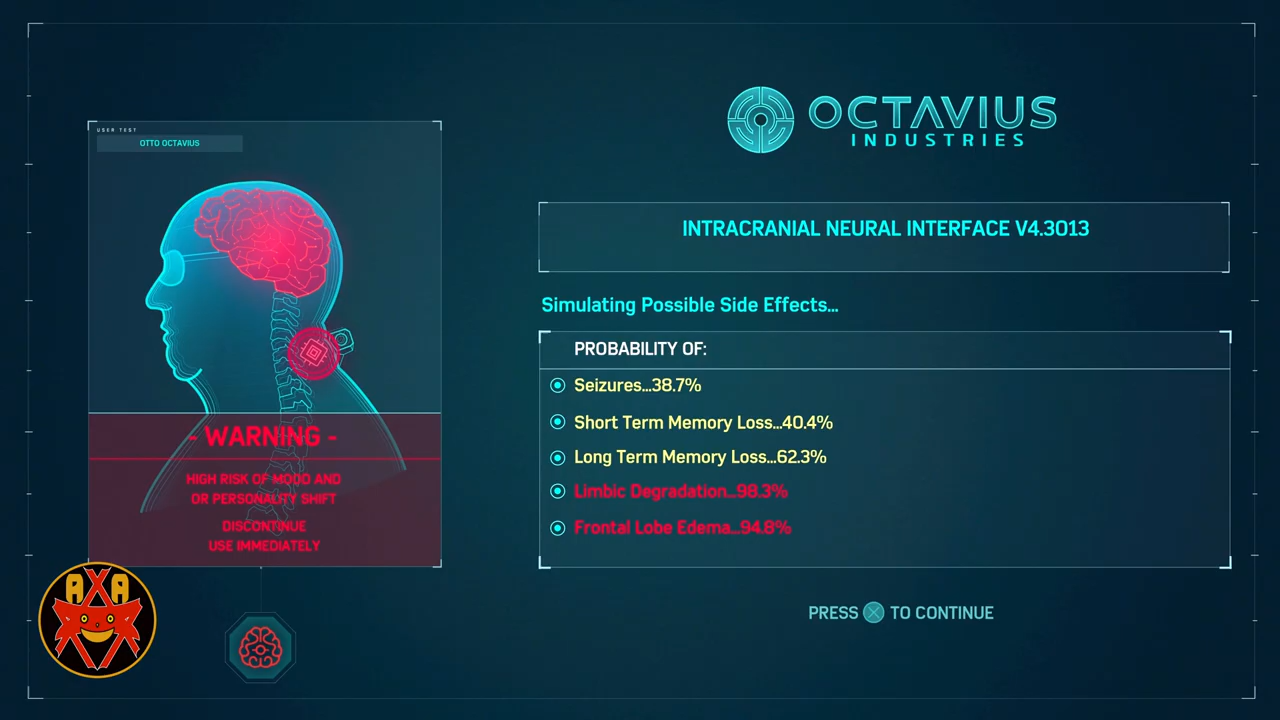 USER TEST
OTTO OCTAVIUS
- WARNING -
HIGH RISK OF MOOD AND
OR PERSONALITY SHIFT
DISCONTINUE
USE IMMEDIATELY
AXA
OCTAVIUS
INDUSTRIES
INTRACRANIAL NEURAL INTERFACE V4.3013
Simulating Possible Side Effects...
PROBABILITY OF:
Seizures...38.7%
Short Term Memory Loss...40.4%
Long Term Memory Loss...62.3%
Limbic Degradation...98.3%
Frontal Lobe Edema...94.8%
PRESS TO CONTINUE